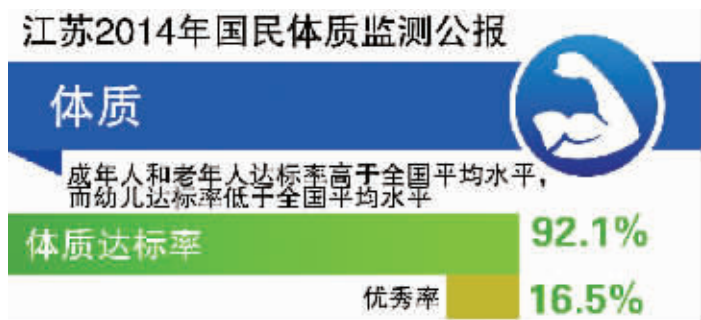 江苏2014年国民体质监测公报
体质
成年人和老年人达标率高于全国平均水平，
而幼儿达标率低于全国平均水平
体质达标率 92.1%
优秀率 16.5%